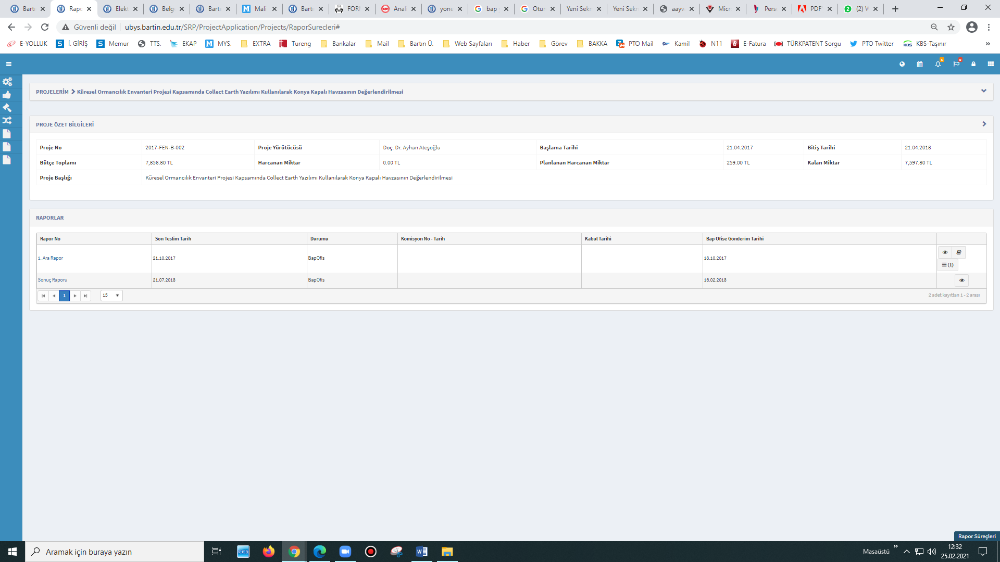 Bartı
Rapo
Elekt
Belg
Bartı
Mali
Bartı
FORM
Anal
yone
bap
Otur
Yeni Sekm
Yeni Sekm
aayv
Micr
Pers
PDF'
(2) W
Güvenli değil
ubys.bartin.edu.tr/SRP/ProjectApplication/Projects/RaporSurecleri#
E-YOLLUK
İ. GİRİŞ
Memur
TTS.
EKAP
MYS.
EXTRA
Tureng
Bankalar
Mail
Bartın Ü.
Web Sayfaları
Haber
Görev
BAKKA
PTO Mail
Kamil
N11
E-Fatura
TÜRKPATENT Sorgu
PTO Twitter
KBS-Taşınır
PROJELERİM Küresel Ormancılık Envanteri Projesi Kapsamında Collect Earth Yazılımı Kullanılarak Konya Kapalı Havzasının Değerlendirilmesi
PROJE ÖZET BİLGİLERİ
Proje No 2017-FEN-B-002 Proje Yürütücüsü Doç. Dr. Ayhan Ateşoğlu Başlama Tarihi 21.04.2017 Bitiş Tarihi 21.04.2018
Bütçe Toplamı 7,856.80 TL Harcanan Miktar 0.00 TL Planlanan Harcanan Miktar 259.00 TL Kalan Miktar 7,597.80 TL
Proje Başlığı Küresel Ormancılık Envanteri Projesi Kapsamında Collect Earth Yazılımı Kullanılarak Konya Kapalı Havzasının Değerlendirilmesi
RAPORLAR
Rapor No Son Teslim Tarih Durumu Komisyon No - Tarih Kabul Tarihi Bap Ofise Gönderim Tarihi
1. Ara Rapor 21.10.2017 BapOfis 18.10.2017
(1)
Sonuç Raporu 21.07.2018 BapOfis 16.02.2018
1 15 2 adet kayıttan 1 - 2 arası
Rapor Süreçleri
Aramak için buraya yazın
Masaüstü
12:32
25.02.2021